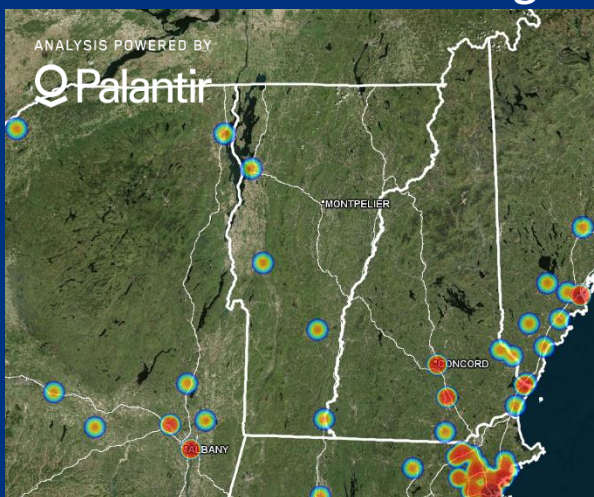 ANALYSIS POWERED BY
Palantir
MONTPELIER
CONCORD
ALBANY